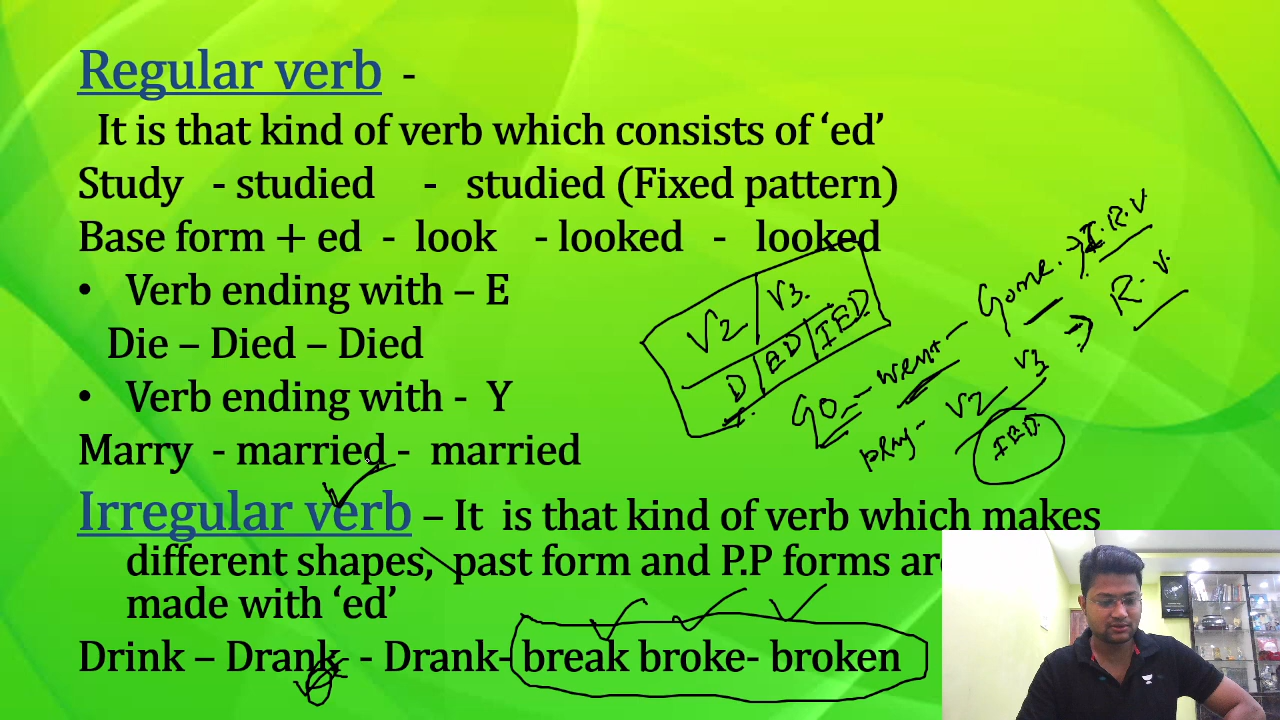 Regular verb -
It is that kind of verb which consists of ‘ed’
Study - studied - studied (Fixed pattern)
Base form + ed - look - looked - looked
• Verb ending with – E
Die – Died – Died
• Verb ending with - Y
Marry - married - married
Irregular verb – It is that kind of verb which makes
different shapes, past form and P.P forms are
made with ‘ed’
Drink – Drank - Drank- break broke- broken
V2 V3.
D ED IED
Go – went – Gone. → I.R.V.
play – V2 V3 ⇒ R.V.
IED